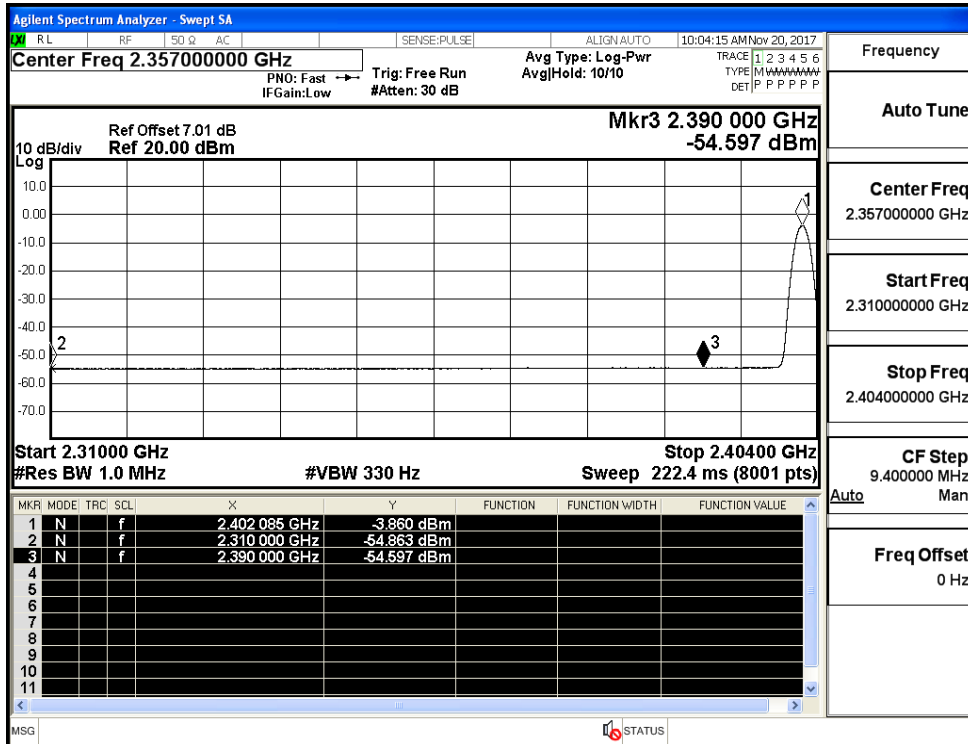 Agilent Spectrum Analyzer - Swept SA
LXI RL RF 50 Ω AC SENSE:PULSE ALIGNAUTO 10:04:15 AM Nov 20, 2017
Center Freq 2.357000000 GHz
PNO: Fast
IFGain:Low
Trig: Free Run
#Atten: 30 dB
Avg Type: Log-Pwr
Avg|Hold: 10/10
TRACE 1 2 3 4 5 6
TYPE M W W W W W
DET P P P P P P
Ref Offset 7.01 dB
10 dB/div Ref 20.00 dBm
Log
Mkr3 2.390 000 GHz
-54.597 dBm
10.0
0.00
-10.0
-20.0
-30.0
-40.0
-50.0
-60.0
-70.0
1
2
3
Start 2.31000 GHz Stop 2.40400 GHz
#Res BW 1.0 MHz #VBW 330 Hz Sweep 222.4 ms (8001 pts)
MKR MODE TRC SCL X Y FUNCTION FUNCTION WIDTH FUNCTION VALUE
1 N f 2.402 085 GHz -3.860 dBm
2 N f 2.310 000 GHz -54.863 dBm
3 N f 2.390 000 GHz -54.597 dBm
4
5
6
7
8
9
10
11
MSG STATUS
Frequency
Auto Tune
Center Freq
2.357000000 GHz
Start Freq
2.310000000 GHz
Stop Freq
2.404000000 GHz
CF Step
9.400000 MHz
Auto Man
Freq Offset
0 Hz